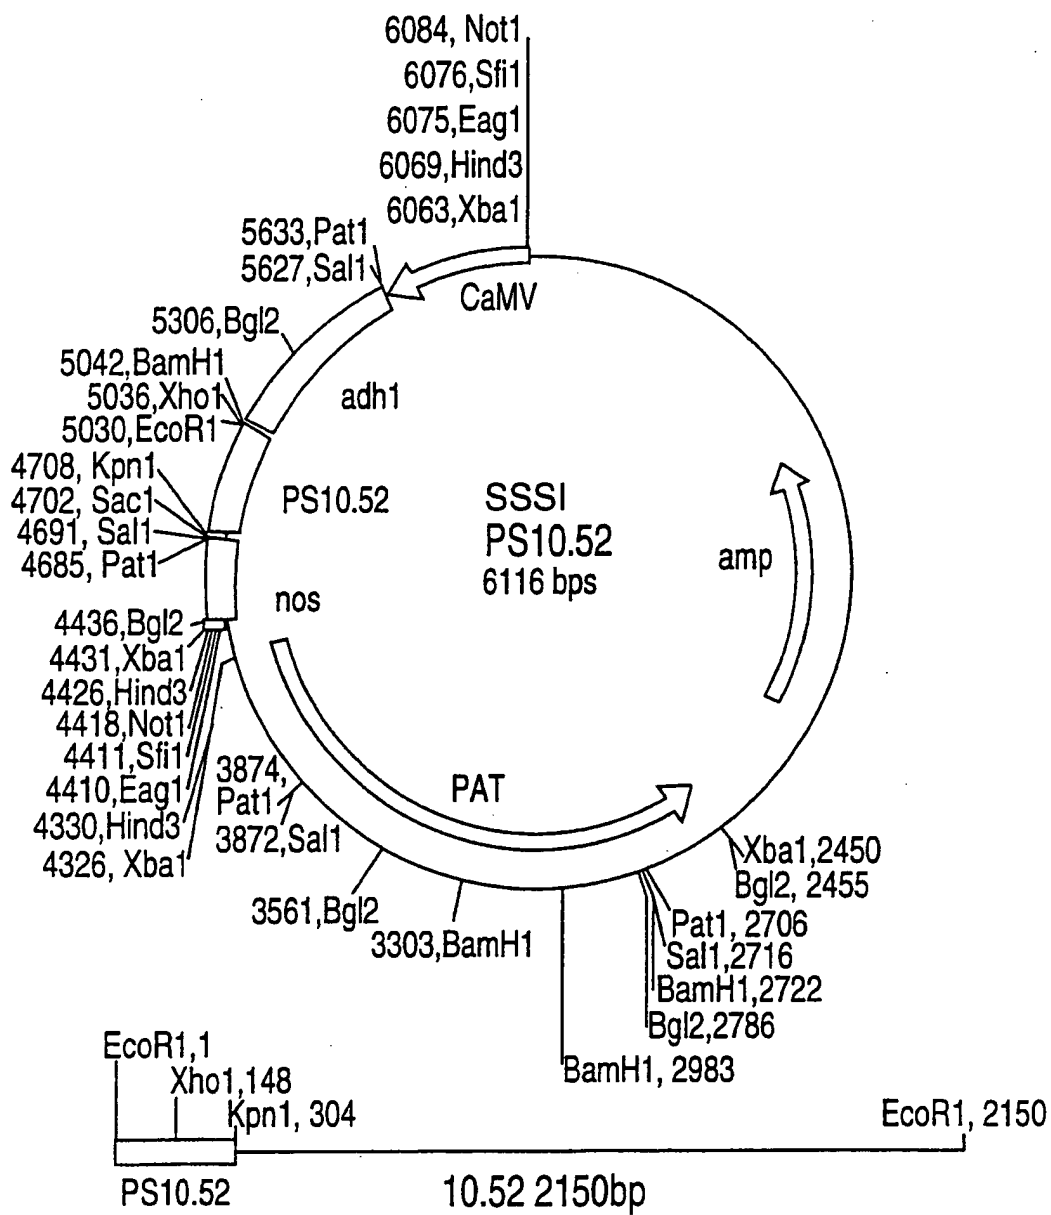 6084, Not1
6076,Sfi1
6075,Eag1
6069,Hind3
6063,Xba1
5633,Pat1
5627,Sal1
CaMV
5306,Bgl2
5042,BamH1
5036,Xho1
5030,EcoR1
adh1
4708, Kpn1
4702, Sac1
4691, Sal1
4685, Pat1
PS10.52
SSSI
PS10.52
6116 bps
amp
nos
4436,Bgl2
4431,Xba1
4426,Hind3
4418,Not1
4411,Sfi1
4410,Eag1
4330,Hind3
4326, Xba1
3874,
Pat1
3872,Sal1
PAT
3561,Bgl2
3303,BamH1
Xba1,2450
Bgl2, 2455
Pat1, 2706
Sal1,2716
BamH1,2722
Bgl2,2786
BamH1, 2983
EcoR1,1
Xho1,148
Kpn1, 304
EcoR1, 2150
PS10.52
10.52 2150bp